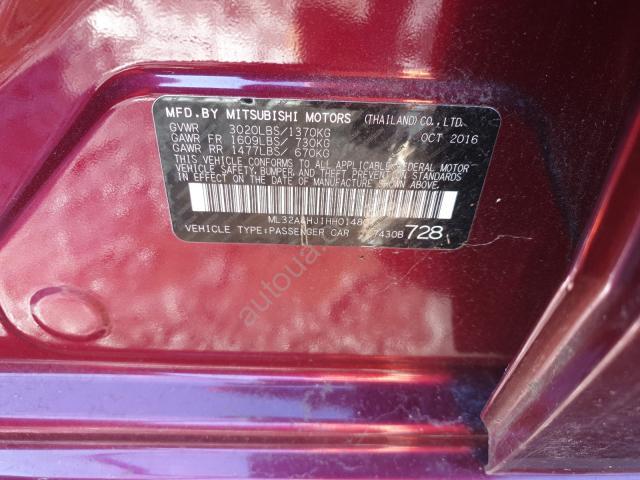 MFD.BY MITSUBISHI MOTORS (THAILAND)CO.,LTD.
GVWR 3020LBS/1370KG OCT 2016
GAWR FR 1609LBS/ 730KG
GAWR RR 1477LBS/ 670KG
THIS VEHICLE CONFORMS TO ALL APPLICABLE FEDERAL MOTOR
VEHICLE SAFETY, BUMPER, AND THEFT PREVENTION STANDARDS
IN EFFECT ON THE DATE OF MANUFACTURE SHOWN ABOVE.
VEHICLE TYPE:PASSENGER CAR 728